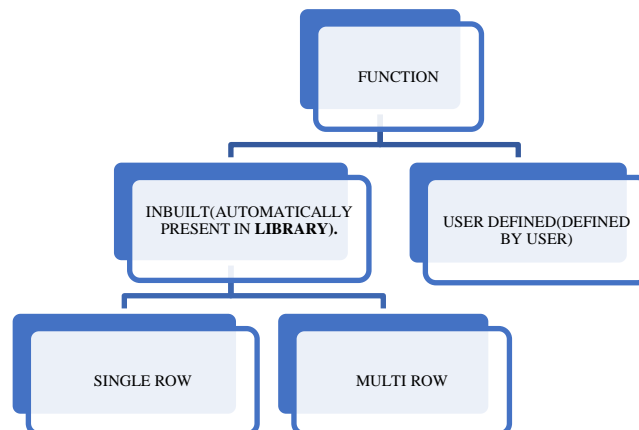 FUNCTION
INBUILT(AUTOMATICALLY
PRESENT IN LIBRARY).
USER DEFINED(DEFINED
BY USER)
SINGLE ROW
MULTI ROW